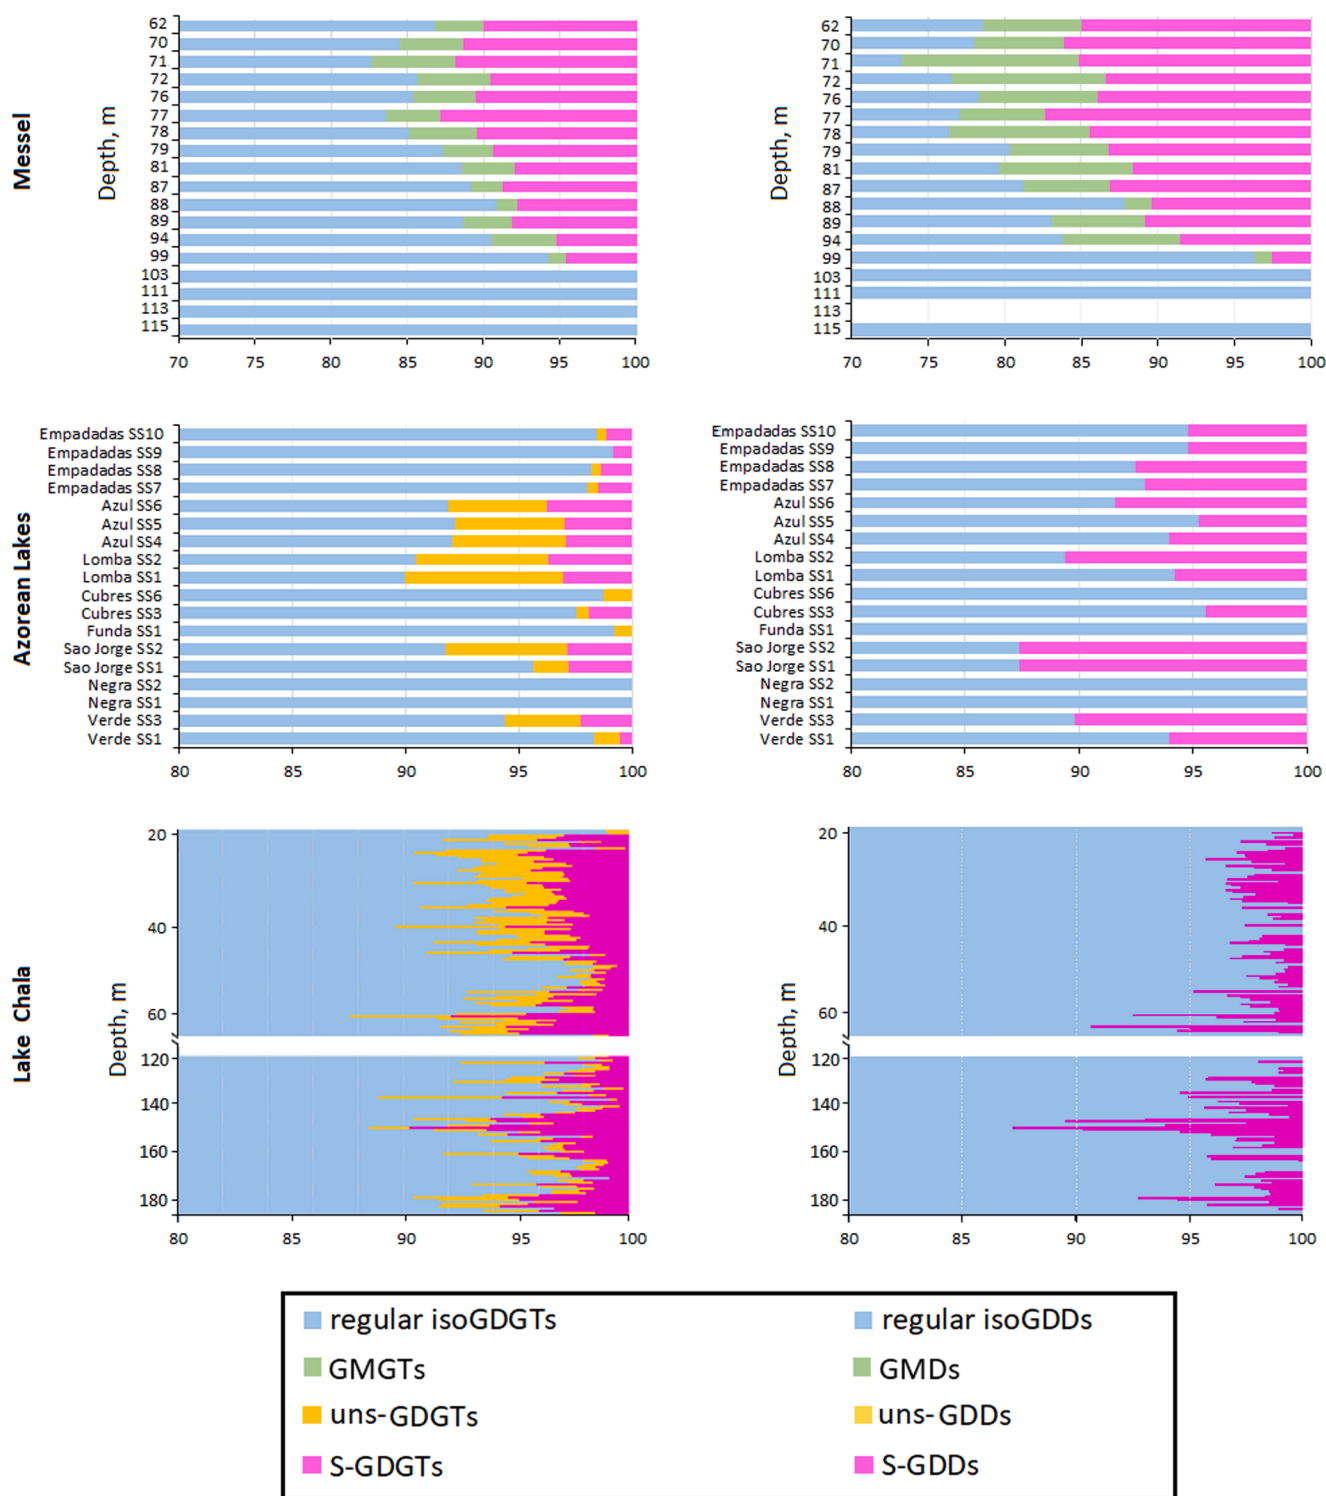 Messel
Depth, m
62
70
71
72
76
77
78
79
81
87
88
89
94
99
103
111
113
115
70 75 80 85 90 95 100
Depth, m
62
70
71
72
76
77
78
79
81
87
88
89
94
99
103
111
113
115
70 75 80 85 90 95 100
Azorean Lakes
Empadadas SS10
Empadadas SS9
Empadadas SS8
Empadadas SS7
Azul SS6
Azul SS5
Azul SS4
Lomba SS2
Lomba SS1
Cubres SS6
Cubres SS3
Funda SS1
Sao Jorge SS2
Sao Jorge SS1
Negra SS2
Negra SS1
Verde SS3
Verde SS1
80 85 90 95 100
Empadadas SS10
Empadadas SS9
Empadadas SS8
Empadadas SS7
Azul SS6
Azul SS5
Azul SS4
Lomba SS2
Lomba SS1
Cubres SS6
Cubres SS3
Funda SS1
Sao Jorge SS2
Sao Jorge SS1
Negra SS2
Negra SS1
Verde SS3
Verde SS1
80 85 90 95 100
Lake Chala
Depth, m
20
40
60
120
140
160
180
80 85 90 95 100
Depth, m
20
40
60
120
140
160
180
80 85 90 95 100
regular isoGDGTs
GMGTs
uns-GDGTs
S-GDGTs
regular isoGDDs
GMDs
uns-GDDs
S-GDDs